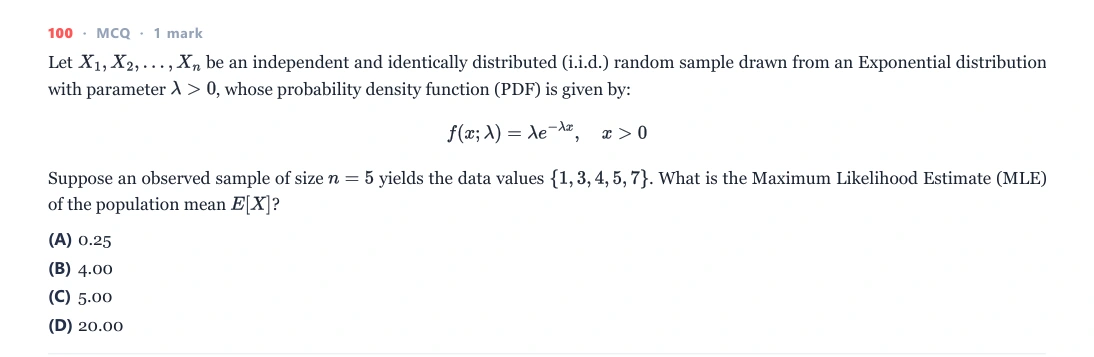 100 · MCQ · 1 mark
Let X₁, X₂, . . . , Xₙ be an independent and identically distributed (i.i.d.) random sample drawn from an Exponential distribution
with parameter λ > 0, whose probability density function (PDF) is given by:
f(x; λ) = λe^{−λx},  x > 0
Suppose an observed sample of size n = 5 yields the data values {1, 3, 4, 5, 7}. What is the Maximum Likelihood Estimate (MLE)
of the population mean E[X]?
(A) 0.25
(B) 4.00
(C) 5.00
(D) 20.00